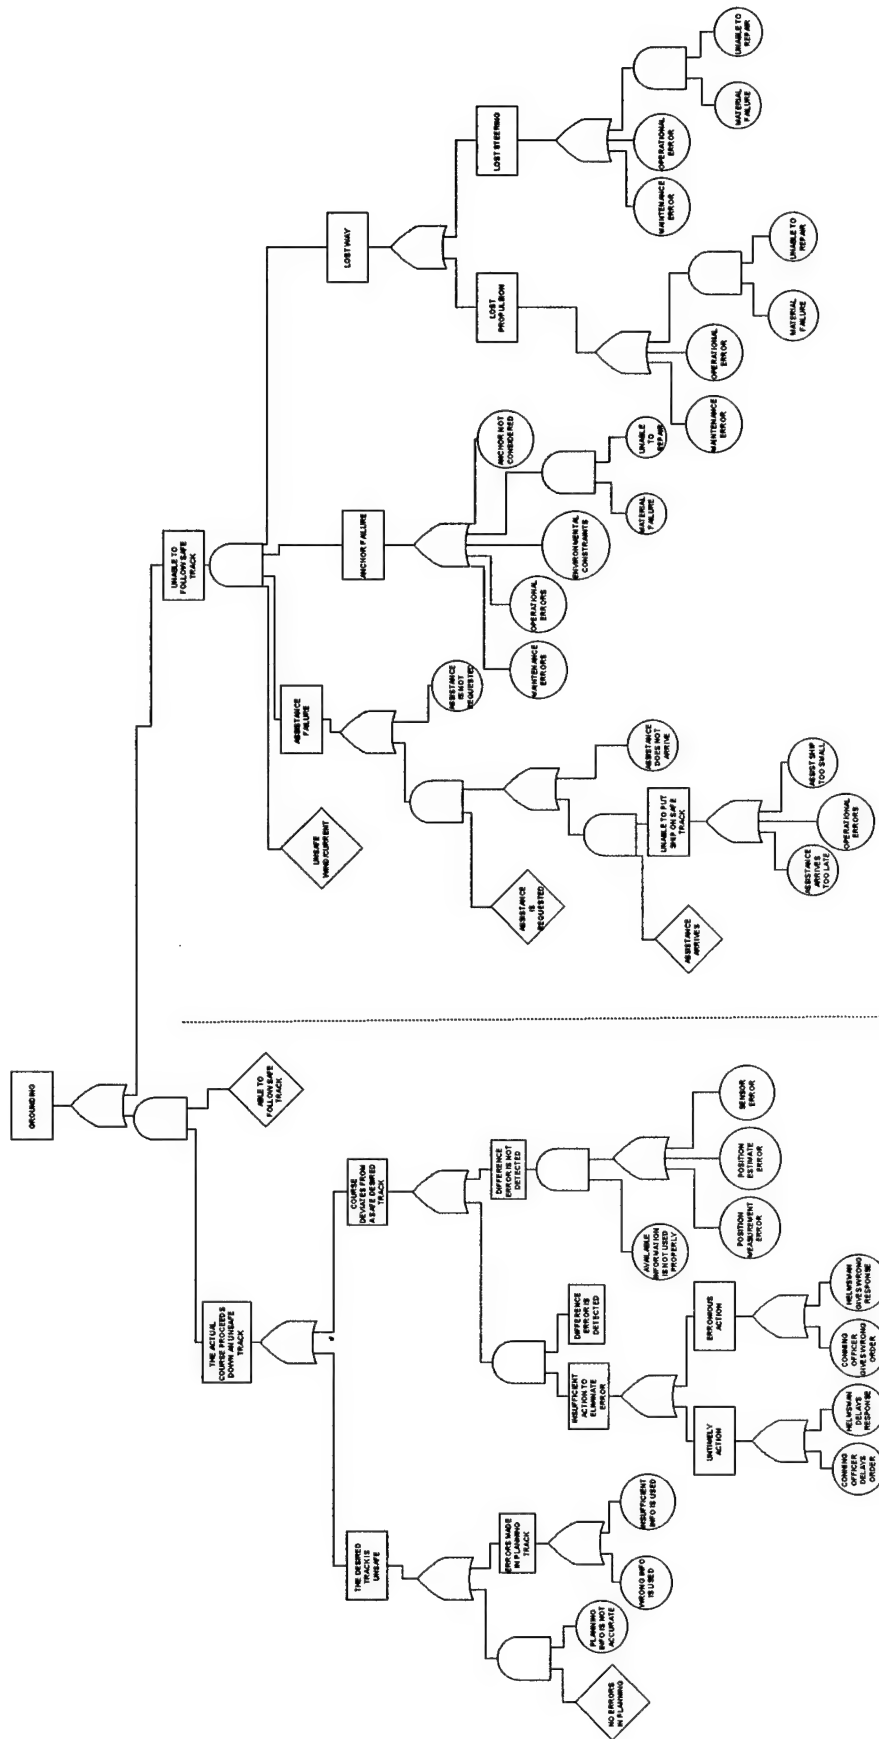 GROUNDING
THE ACTUAL
COURSE PROCEEDS
DOWN AN UNSAFE
TRACK
ABLE TO
FOLLOW SAFE
TRACK
THE DESIRED
TRACK IS
UNSAFE
COURSE
DEVIATES FROM
A SAFE DESIRED
TRACK
NO ERRORS
IN PLANNING
PLANNING
INFO IS NOT
ACCURATE
ERRORS MADE
IN PLANNING
TRACK
WRONG INFO
IS USED
INSUFFICIENT
INFO IS USED
INSUFFICIENT
ACTION TO
ELIMINATE
ERROR
DIFFERENCE
ERROR IS
DETECTED
DIFFERENCE
ERROR IS NOT
DETECTED
AVAILABLE
INFORMATION
IS NOT USED
PROPERLY
POSITION
MEASUREMENT
ERROR
POSITION
ESTIMATE
ERROR
SENSOR
ERROR
UNTIMELY
ACTION
ERRONIOUS
ACTION
CONNING
OFFICER
DELAYS
ORDER
HELMSMAN
DELAYS
RESPONSE
CONNING
OFFICER
GIVES WRONG
ORDER
HELMSMAN
GIVES WRONG
RESPONSE
UNABLE TO
FOLLOW SAFE
TRACK
UNSAFE
WIND/CURRENT
ASSISTANCE
FAILURE
ANCHOR FAILURE
LOST WAY
ASSISTANCE
IS
REQUESTED
ASSISTANCE
IS NOT
REQUESTED
ASSISTANCE
ARRIVES
UNABLE TO PUT
SHIP ON SAFE
TRACK
ASSISTANCE
DOES NOT
ARRIVE
ASSISTANCE
ARRIVES
TOO LATE
OPERATIONAL
ERRORS
ASSIST SHIP
TOO SMALL
MAINTENANCE
ERRORS
OPERATIONAL
ERRORS
ENVIRONMENTAL
CONSTRAINTS
MATERIAL
FAILURE
UNABLE
TO
REPAIR
ANCHOR NOT
CONSIDERED
LOST
PROPULSION
LOST STEERING
MAINTENANCE
ERROR
OPERATIONAL
ERROR
MATERIAL
FAILURE
UNABLE TO
REPAIR
MAINTENANCE
ERROR
OPERATIONAL
ERROR
MATERIAL
FAILURE
UNABLE TO
REPAIR